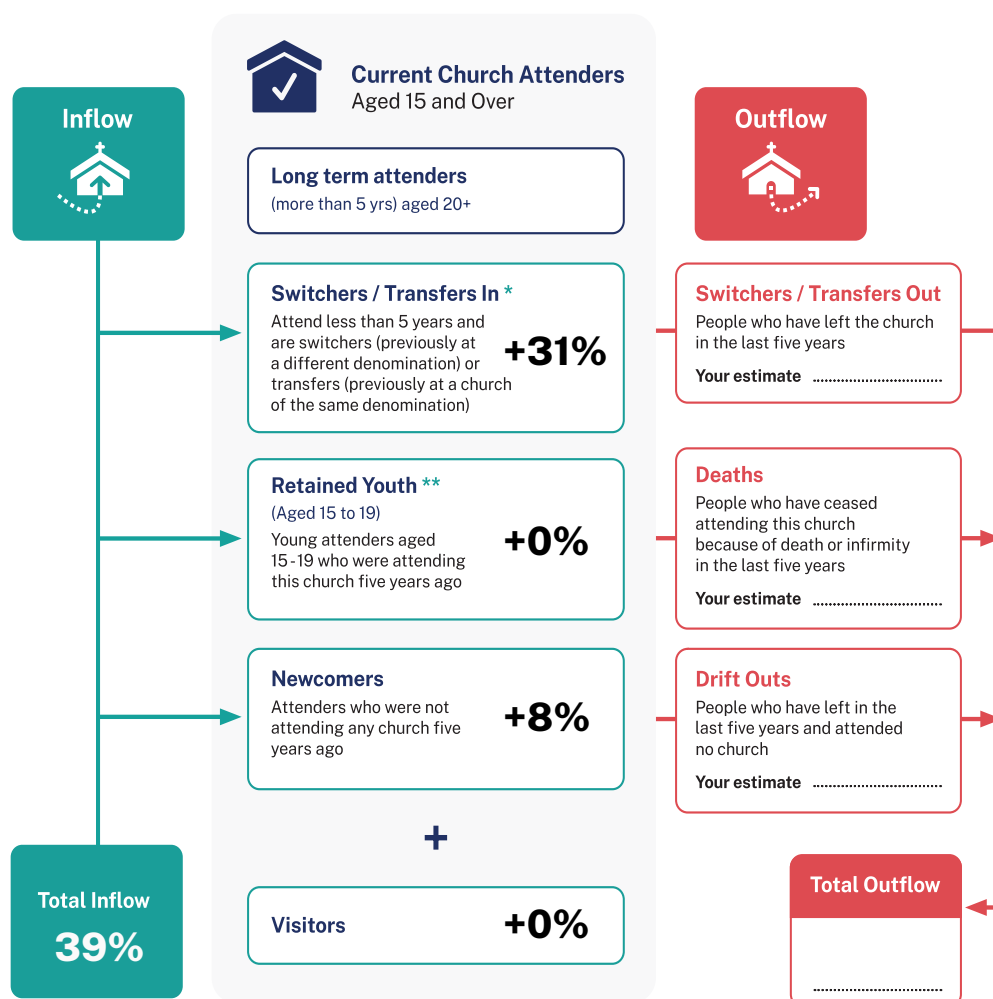 Inflow
Current Church Attenders
Aged 15 and Over
Long term attenders
(more than 5 yrs) aged 20+
Switchers / Transfers In *
Attend less than 5 years and
are switchers (previously at
a different denomination) or
transfers (previously at a church
of the same denomination)
+31%
Retained Youth **
(Aged 15 to 19)
Young attenders aged
15-19 who were attending
this church five years ago
+0%
Newcomers
Attenders who were not
attending any church five
years ago
+8%
+
Visitors
+0%
Total Inflow
39%
Outflow
Switchers / Transfers Out
People who have left the church
in the last five years
Your estimate
Deaths
People who have ceased
attending this church
because of death or infirmity
in the last five years
Your estimate
Drift Outs
People who have left in the
last five years and attended
no church
Your estimate
Total Outflow